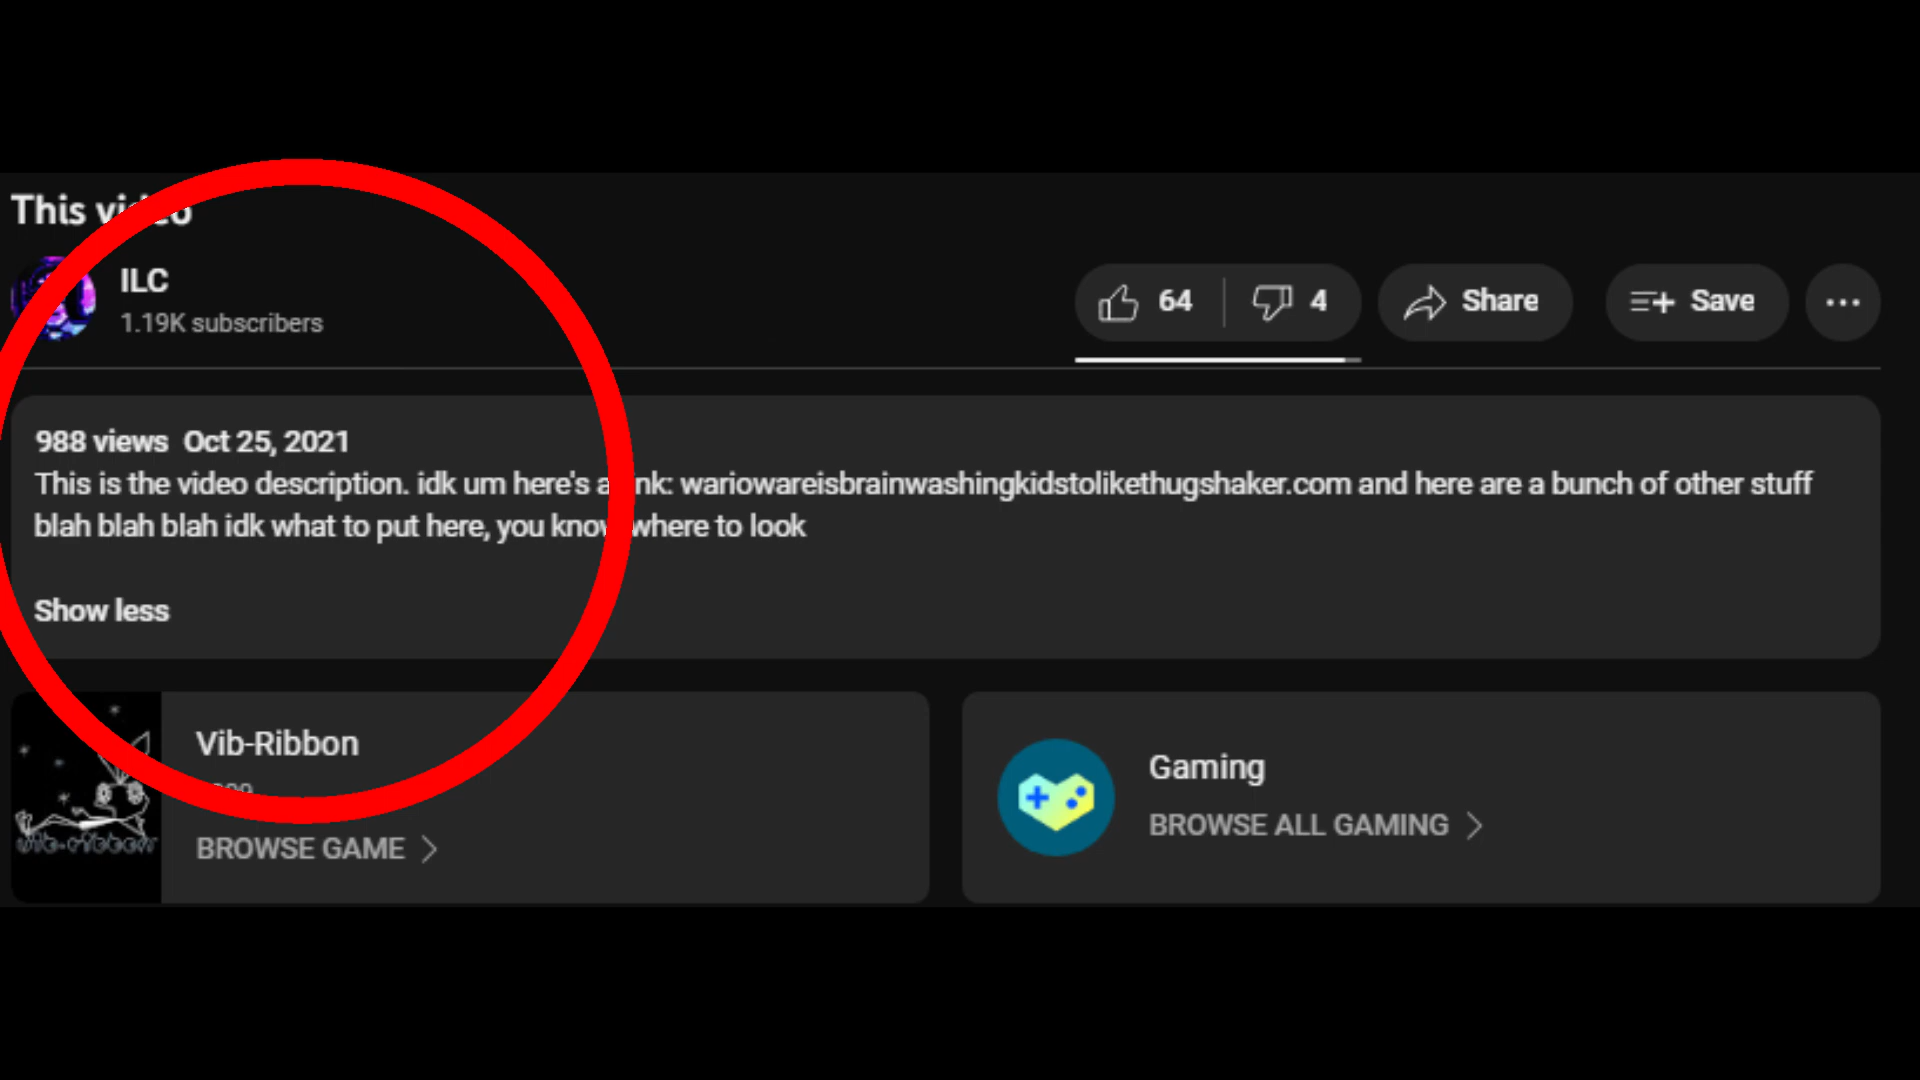 This video
ILC
1.19K subscribers
64
4
Share
Save
988 views Oct 25, 2021
This is the video description. idk um here's a link: wariowareisbrainwashingkidstolikethugshaker.com and here are a bunch of other stuff
blah blah blah idk what to put here, you know where to look
Show less
Vib-Ribbon
BROWSE GAME
Gaming
BROWSE ALL GAMING